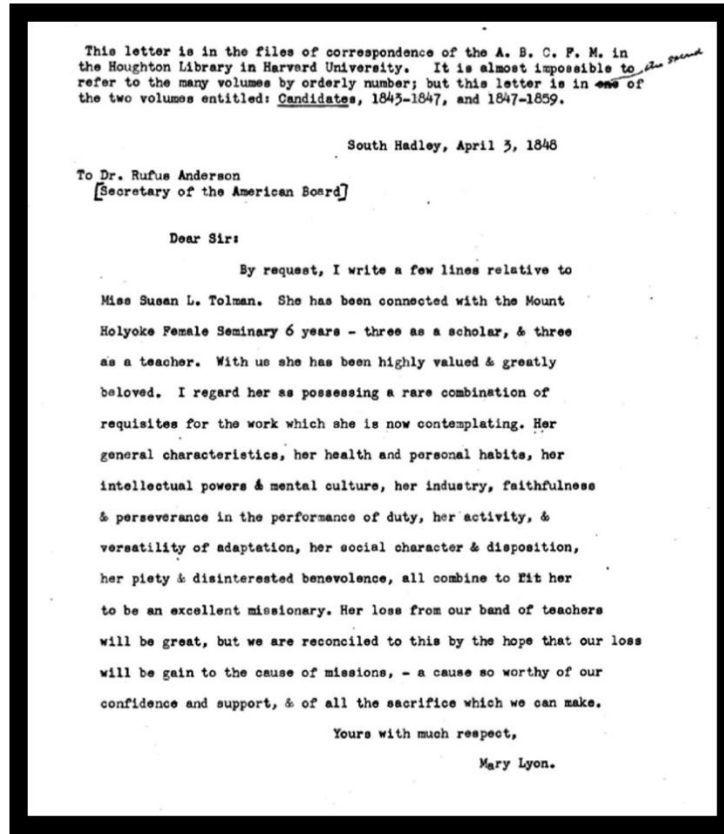 This letter is in the files of correspondence of the A. B. C. F. M. in
the Houghton Library in Harvard University. It is almost impossible to
refer to the many volumes by orderly number; but this letter is in one the second of
the two volumes entitled: Candidates, 1843-1847, and 1847-1859.
South Hadley, April 3, 1848
To Dr. Rufus Anderson
[Secretary of the American Board]
Dear Sir:
By request, I write a few lines relative to
Miss Susan L. Tolman. She has been connected with the Mount
Holyoke Female Seminary 6 years - three as a scholar, & three
as a teacher. With us she has been highly valued & greatly
beloved. I regard her as possessing a rare combination of
requisites for the work which she is now contemplating. Her
general characteristics, her health and personal habits, her
intellectual powers & mental culture, her industry, faithfulness
& perseverance in the performance of duty, her activity, &
versatility of adaptation, her social character & disposition,
her piety & disinterested benevolence, all combine to fit her
to be an excellent missionary. Her loss from our band of teachers
will be great, but we are reconciled to this by the hope that our loss
will be gain to the cause of missions, - a cause so worthy of our
confidence and support, & of all the sacrifice which we can make.
Yours with much respect,
Mary Lyon.